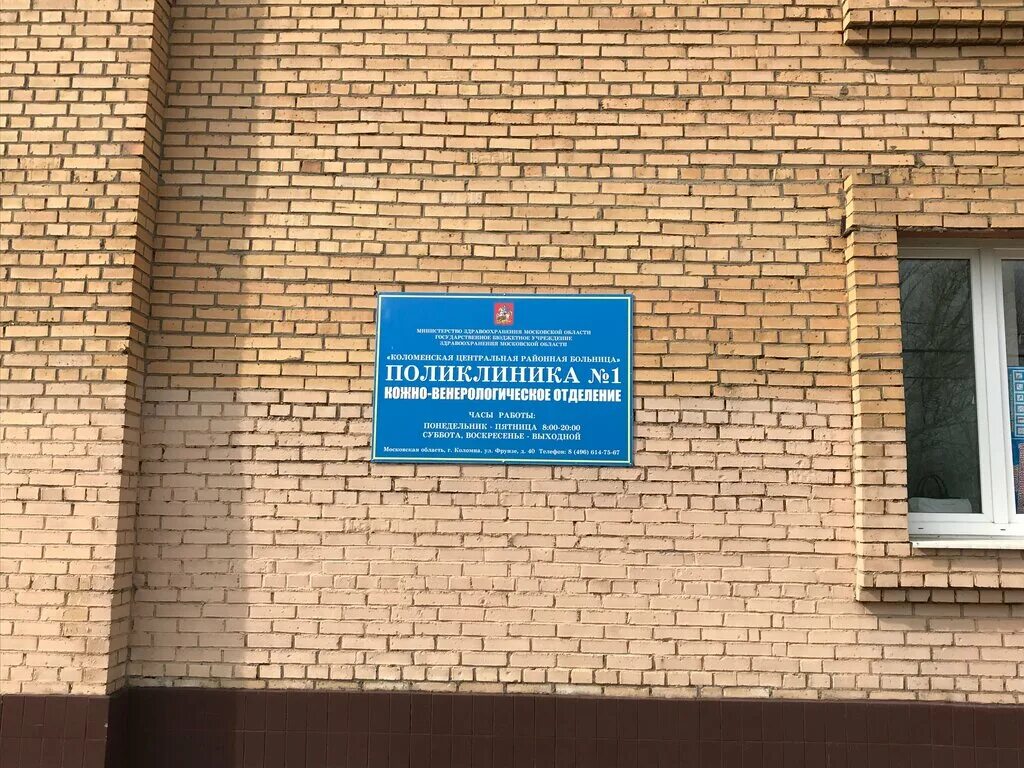 МИНИСТЕРСТВО ЗДРАВООХРАНЕНИЯ МОСКОВСКОЙ ОБЛАСТИ
ГОСУДАРСТВЕННОЕ БЮДЖЕТНОЕ УЧРЕЖДЕНИЕ
ЗДРАВООХРАНЕНИЯ МОСКОВСКОЙ ОБЛАСТИ
«КОЛОМЕНСКАЯ ЦЕНТРАЛЬНАЯ РАЙОННАЯ БОЛЬНИЦА»
ПОЛИКЛИНИКА №1
КОЖНО-ВЕНЕРОЛОГИЧЕСКОЕ ОТДЕЛЕНИЕ
ЧАСЫ РАБОТЫ:
ПОНЕДЕЛЬНИК - ПЯТНИЦА 8:00-20:00
СУББОТА, ВОСКРЕСЕНЬЕ - ВЫХОДНОЙ
Московская область, г. Коломна, ул. Фрунзе, д. 40 Телефон: 8 (496) 614-75-67